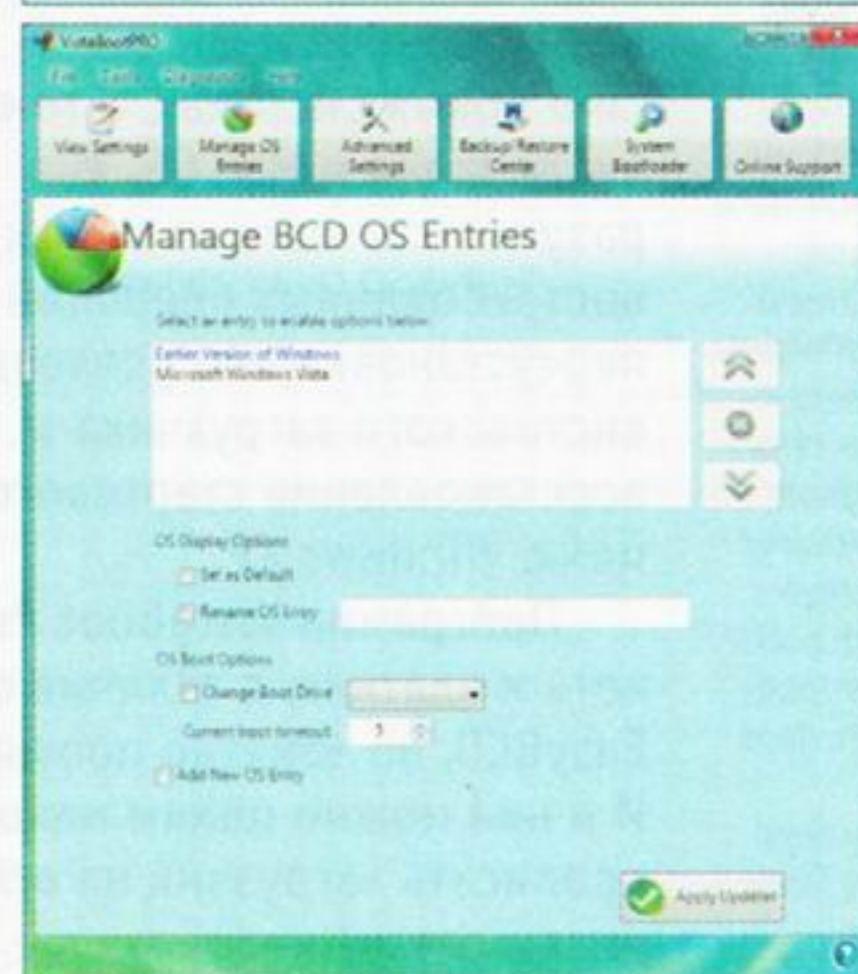 VistaBootPRO
File Tools Diagnostics Help
View Settings
Manage OS Entries
Advanced Settings
Backup/Restore Center
System Bootloader
Online Support
Manage BCD OS Entries
Select an entry to enable options below:
Earlier Version of Windows
Microsoft Windows Vista
OS Display Options
Set as Default
Rename OS Entry
OS Boot Options
Change Boot Drive
Current boot timeout
Add New OS Entry
Apply Updates